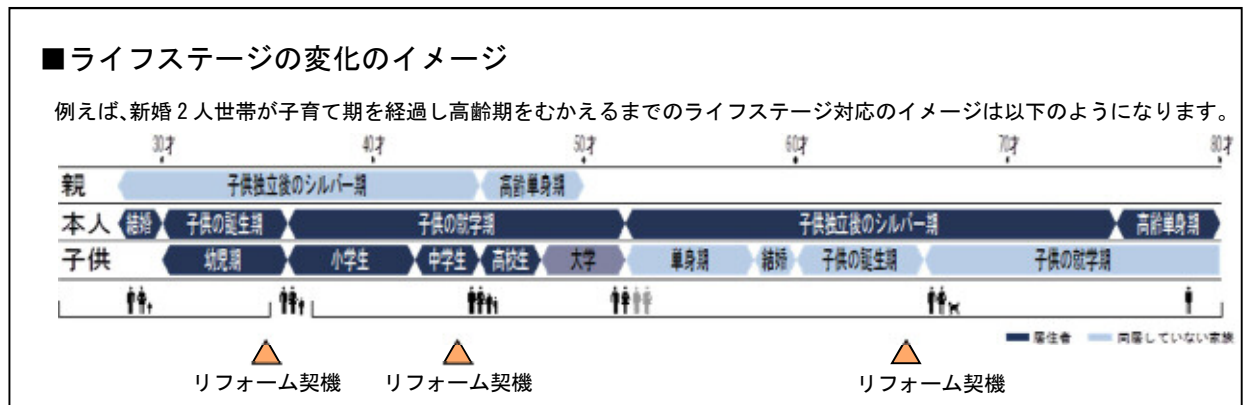 ■ライフステージの変化のイメージ
例えば、新婚2人世帯が子育て期を経過し高齢期をむかえるまでのライフステージ対応のイメージは以下のようになります。
30才 40才 50才 60才 70才 80才
親 子供独立後のシルバー期 高齢単身期
本人 結婚 子供の誕生期 子供の就学期 子供独立後のシルバー期 高齢単身期
子供 幼児期 小学生 中学生 高校生 大学 単身期 結婚 子供の誕生期 子供の就学期
居住者 同居していない家族
リフォーム契機 リフォーム契機 リフォーム契機